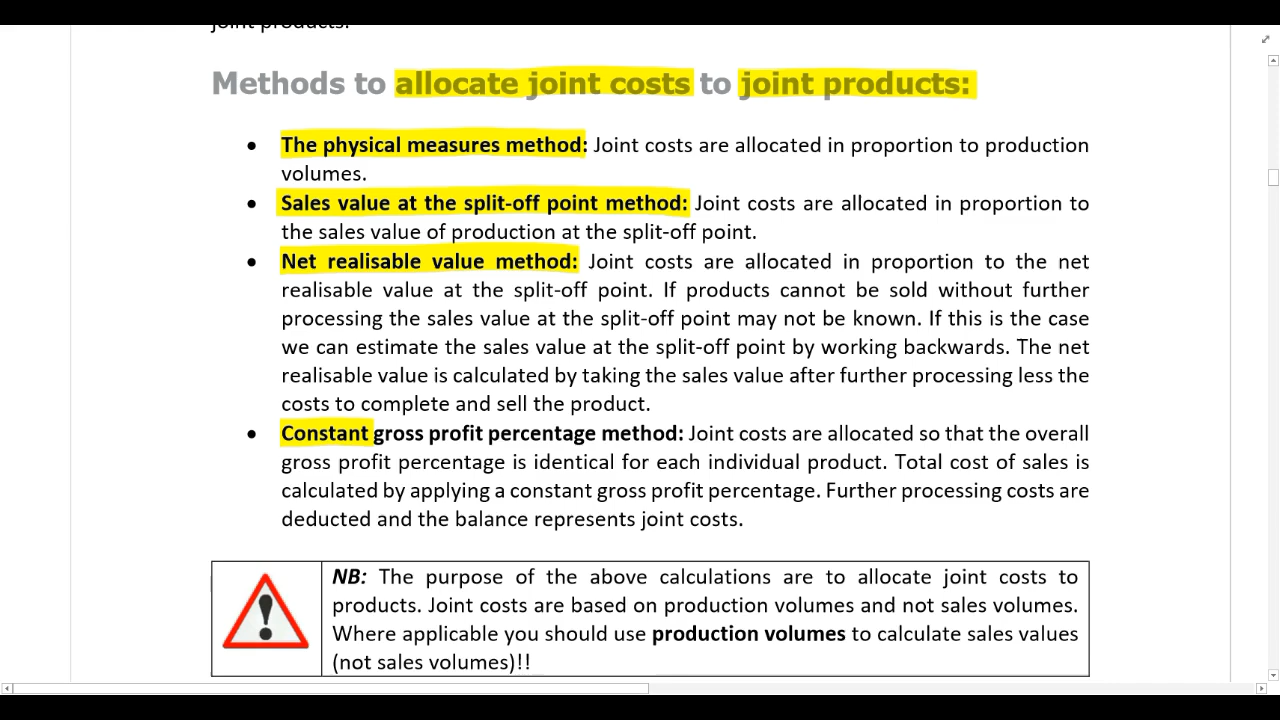 joint products.
Methods to allocate joint costs to joint products:
• The physical measures method: Joint costs are allocated in proportion to production
volumes.
• Sales value at the split-off point method: Joint costs are allocated in proportion to
the sales value of production at the split-off point.
• Net realisable value method: Joint costs are allocated in proportion to the net
realisable value at the split-off point. If products cannot be sold without further
processing the sales value at the split-off point may not be known. If this is the case
we can estimate the sales value at the split-off point by working backwards. The net
realisable value is calculated by taking the sales value after further processing less the
costs to complete and sell the product.
• Constant gross profit percentage method: Joint costs are allocated so that the overall
gross profit percentage is identical for each individual product. Total cost of sales is
calculated by applying a constant gross profit percentage. Further processing costs are
deducted and the balance represents joint costs.
NB: The purpose of the above calculations are to allocate joint costs to
products. Joint costs are based on production volumes and not sales volumes.
Where applicable you should use production volumes to calculate sales values
(not sales volumes)!!